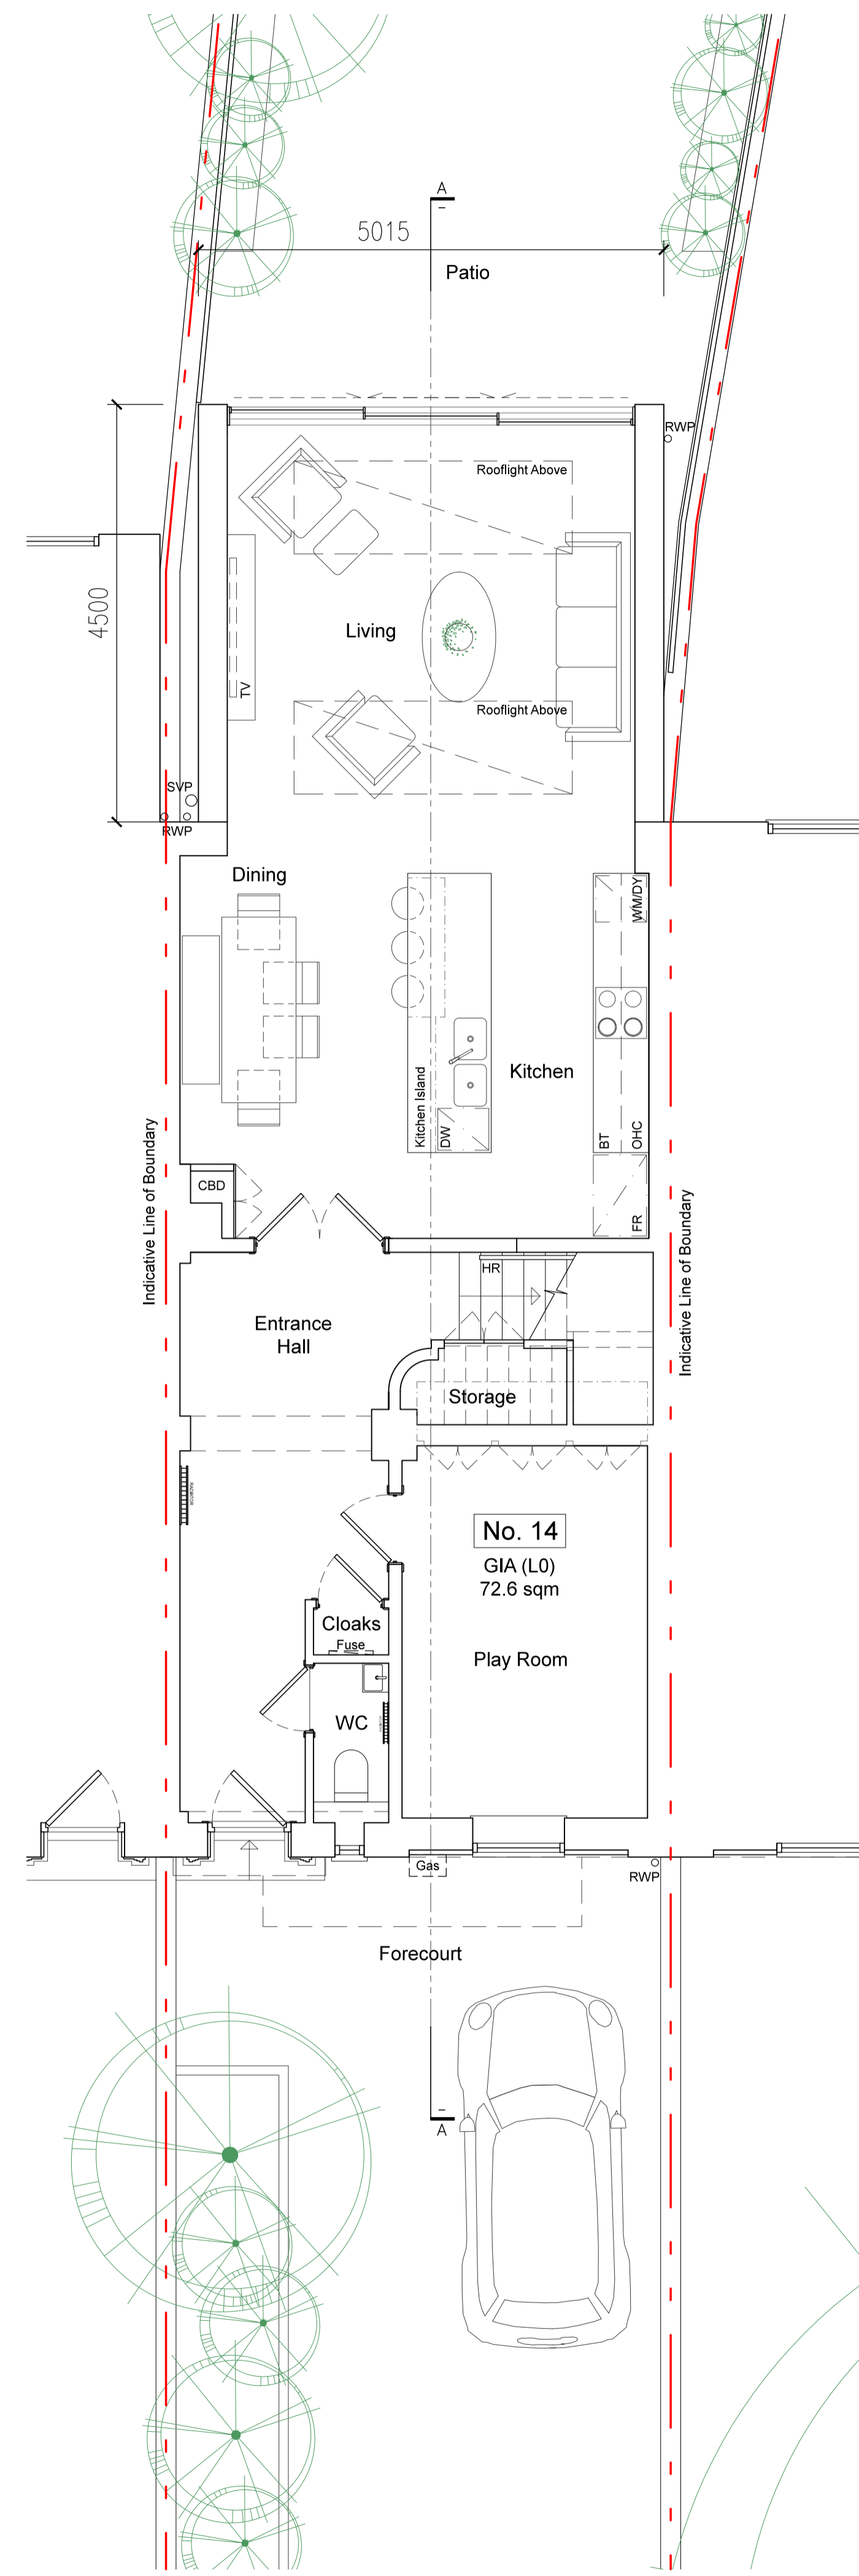 A
5015
Patio
RWP
Rooflight Above
4500
Living
TV
Rooflight Above
SVP
RWP
Dining
WM/DY
Kitchen
Kitchen Island
DW
BT
OHC
CBD
FR
Indicative Line of Boundary
Indicative Line of Boundary
HR
Entrance
Hall
Storage
RADIATOR
No. 14
GIA (L0)
72.6 sqm
Cloaks
Fuse
Play Room
WC
Gas
RWP
Forecourt
A